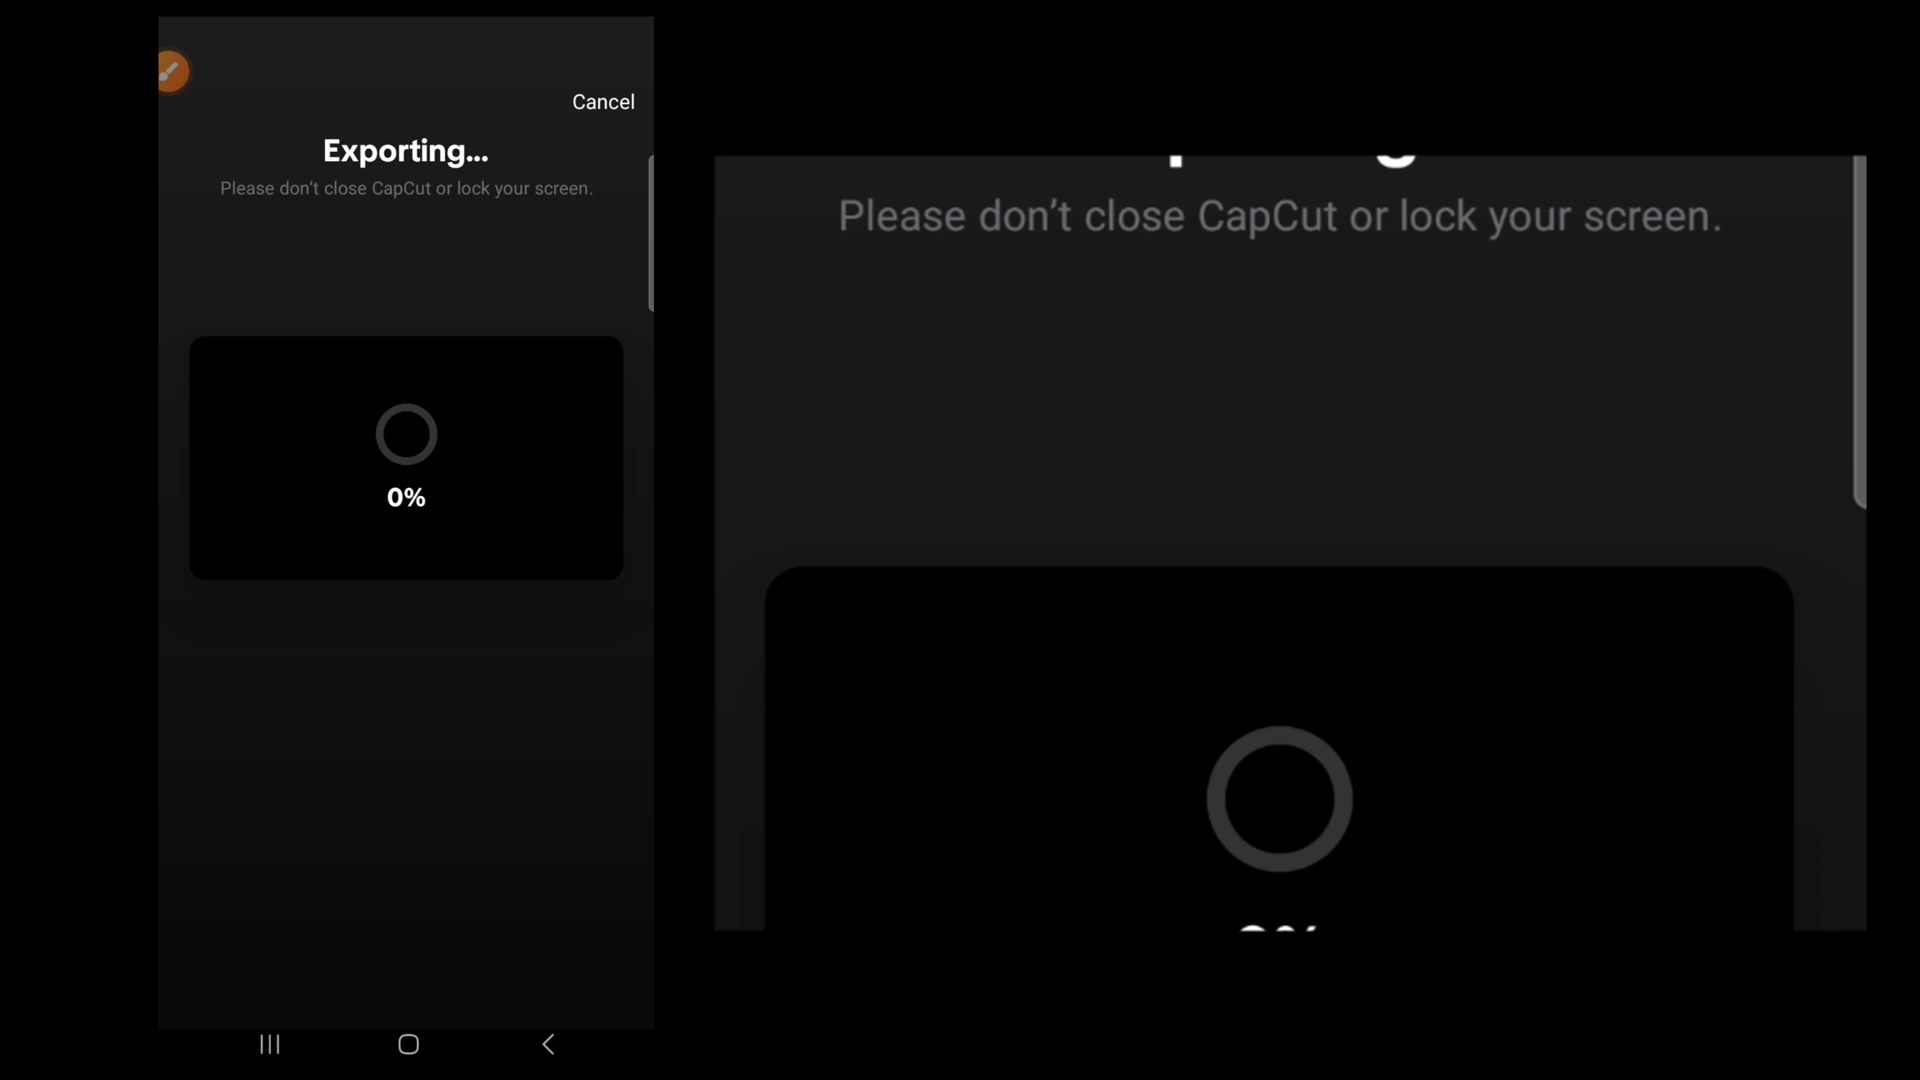 Cancel
Exporting...
Please don’t close CapCut or lock your screen.
0%
Please don’t close CapCut or lock your screen.